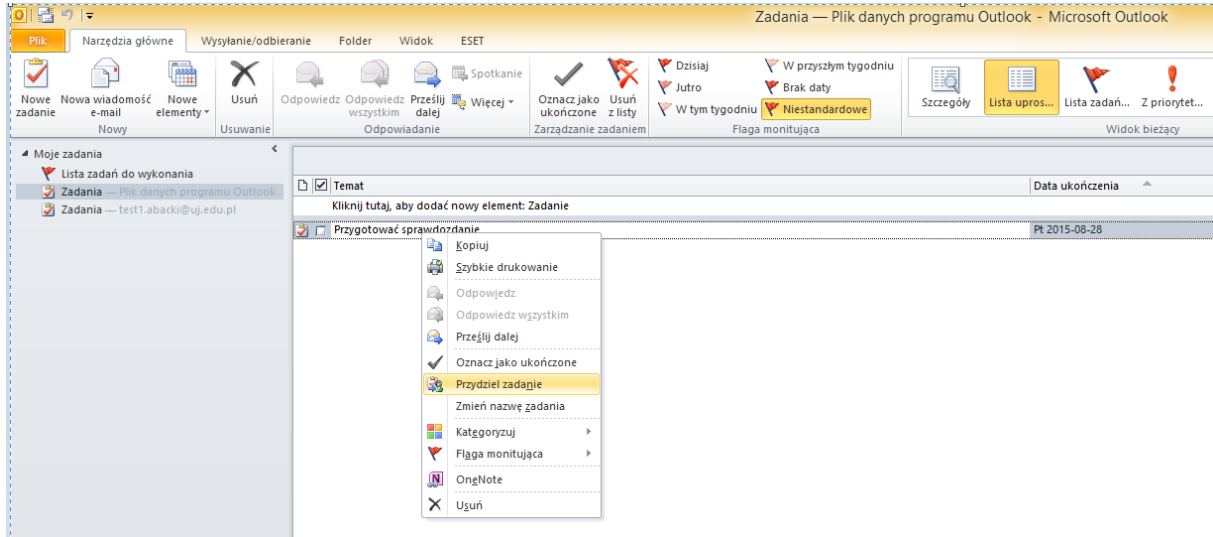 Zadania — Plik danych programu Outlook - Microsoft Outlook
Plik Narzędzia główne Wysyłanie/odbieranie Folder Widok ESET
Nowe zadanie
Nowa wiadomość e-mail
Nowe elementy
Nowy
Usuń
Usuwanie
Odpowiedz
Odpowiedz wszystkim
Prześlij dalej
Spotkanie
Więcej
Odpowiadanie
Oznacz jako ukończone
Usuń z listy
Zarządzanie zadaniem
Dzisiaj
Jutro
W tym tygodniu
W przyszłym tygodniu
Brak daty
Niestandardowe
Flaga monitująca
Szczegóły
Lista upros...
Lista zadań...
Z priorytet...
Widok bieżący
Moje zadania
Lista zadań do wykonania
Zadania — Plik danych programu Outlook
Zadania — test1.abacki@uj.edu.pl
Temat Data ukończenia
Kliknij tutaj, aby dodać nowy element: Zadanie
Przygotować sprawdozdanie Pt 2015-08-28
Kopiuj
Szybkie drukowanie
Odpowiedz
Odpowiedz wszystkim
Prześlij dalej
Oznacz jako ukończone
Przydziel zadanie
Zmień nazwę zadania
Kategoryzuj
Flaga monitująca
OneNote
Usuń